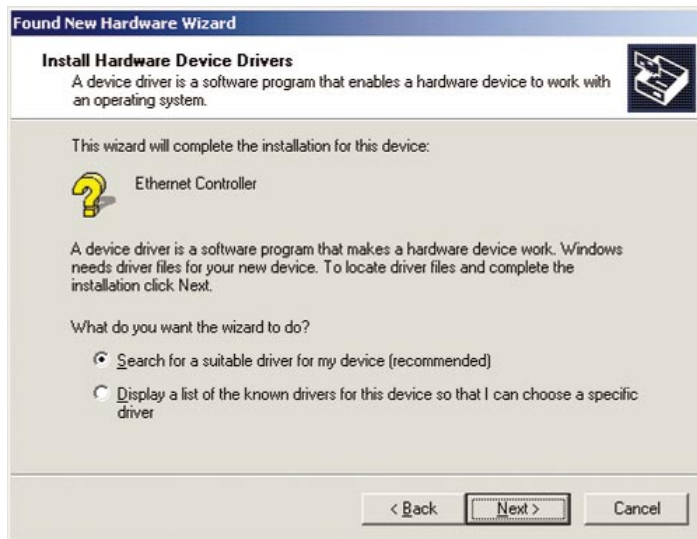 Found New Hardware Wizard
Install Hardware Device Drivers
A device driver is a software program that enables a hardware device to work with
an operating system.
This wizard will complete the installation for this device:
Ethernet Controller
A device driver is a software program that makes a hardware device work. Windows
needs driver files for your new device. To locate driver files and complete the
installation click Next.
What do you want the wizard to do?
Search for a suitable driver for my device (recommended)
Display a list of the known drivers for this device so that I can choose a specific
driver
< Back Next > Cancel